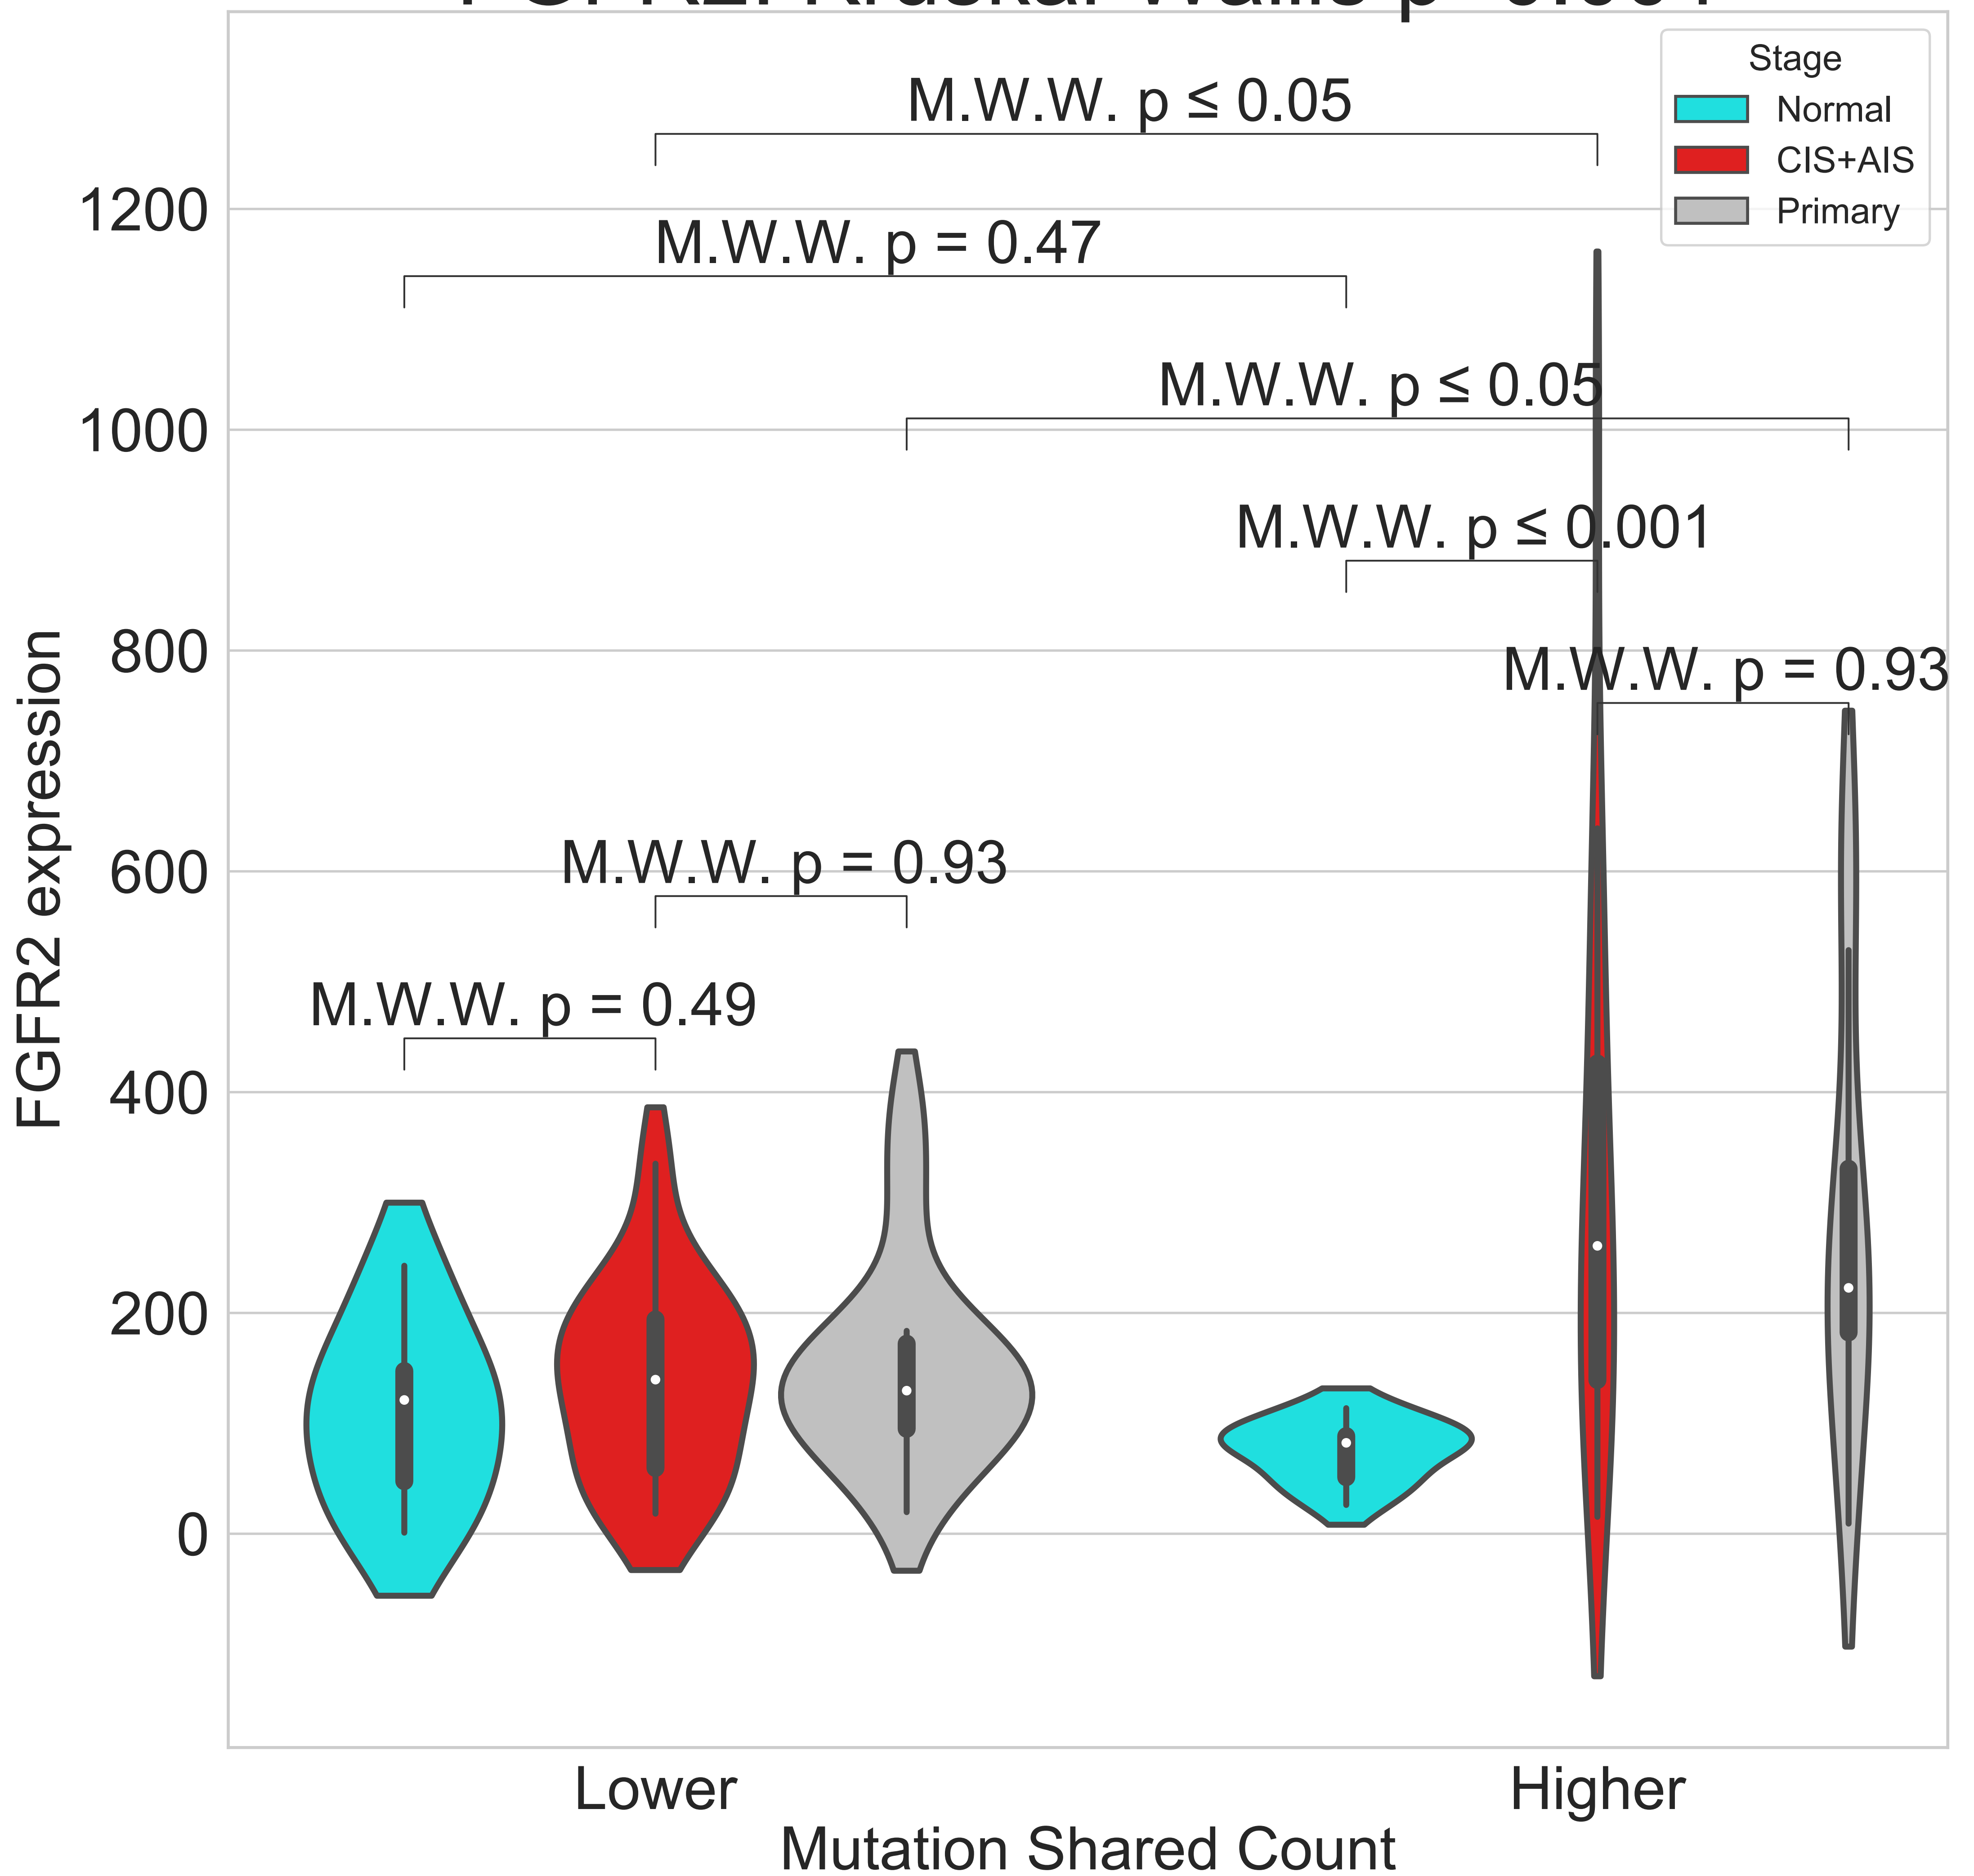 Stage
Normal
CIS+AIS
Primary
M.W.W. p ≤ 0.05
M.W.W. p = 0.47
M.W.W. p ≤ 0.05
M.W.W. p ≤ 0.001
M.W.W. p = 0.93
M.W.W. p = 0.93
M.W.W. p = 0.49
1200
1000
800
600
400
200
0
FGFR2 expression
Lower
Higher
Mutation Shared Count